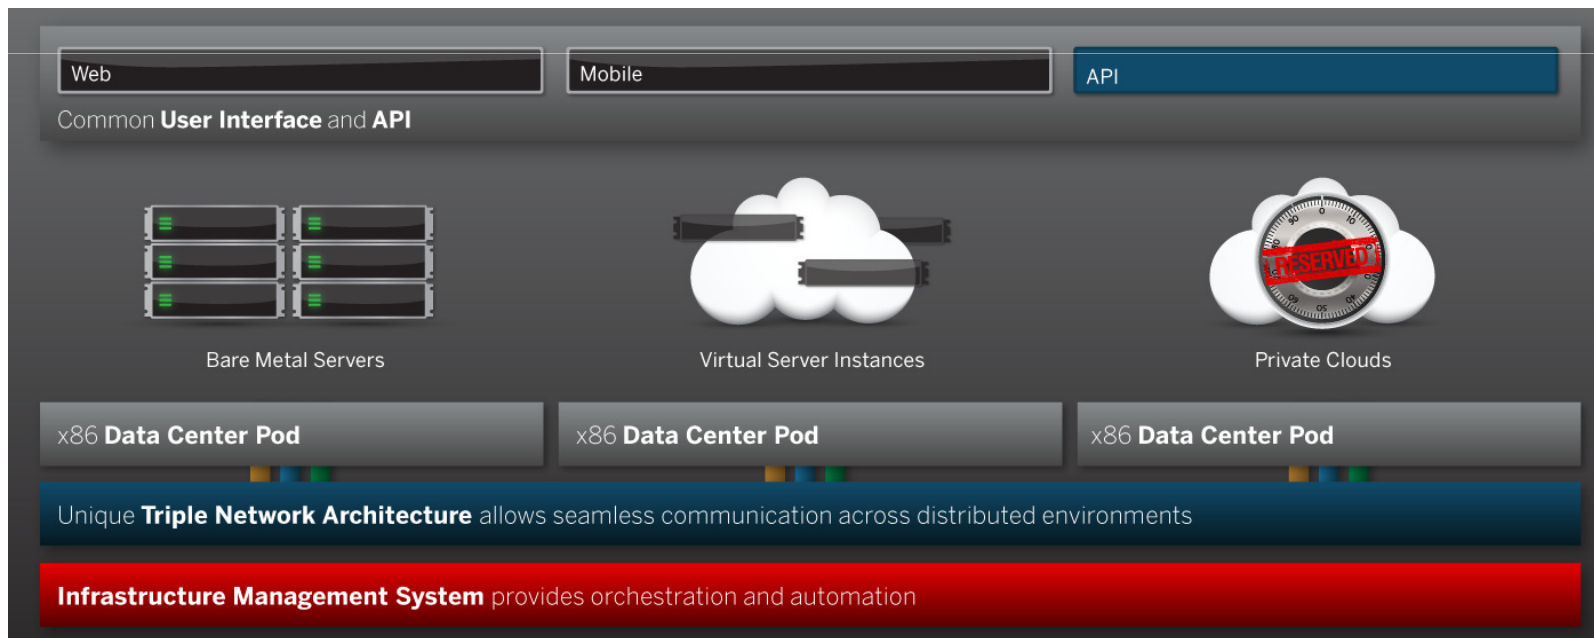 Web
Mobile
API
Common User Interface and API
RESERVED
Bare Metal Servers
Virtual Server Instances
Private Clouds
x86 Data Center Pod
x86 Data Center Pod
x86 Data Center Pod
Unique Triple Network Architecture allows seamless communication across distributed environments
Infrastructure Management System provides orchestration and automation